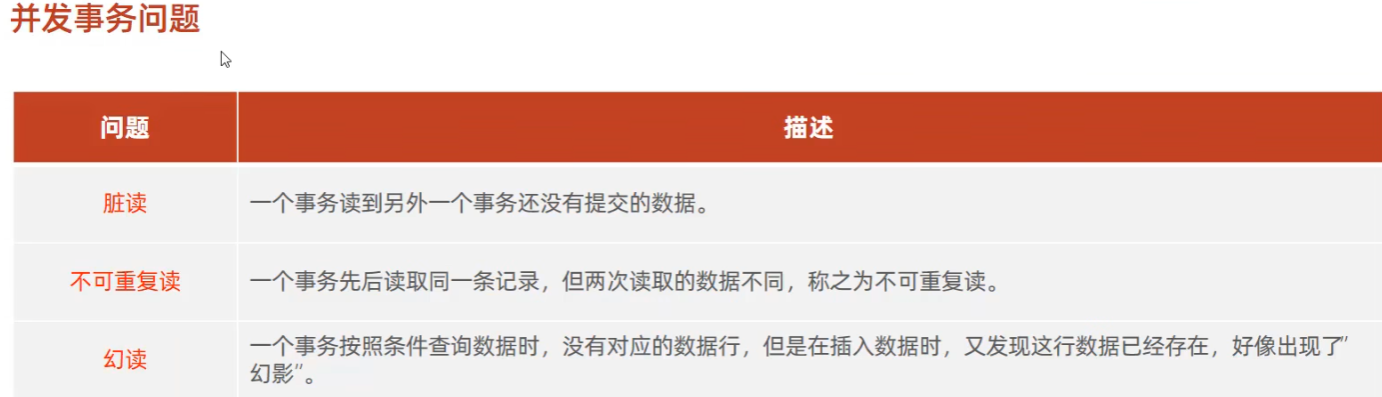 并发事务问题
问题 描述
脏读 一个事务读到另外一个事务还没有提交的数据。
不可重复读 一个事务先后读取同一条记录，但两次读取的数据不同，称之为不可重复读。
幻读 一个事务按照条件查询数据时，没有对应的数据行，但是在插入数据时，又发现这行数据已经存在，好像出现了”
幻影”。